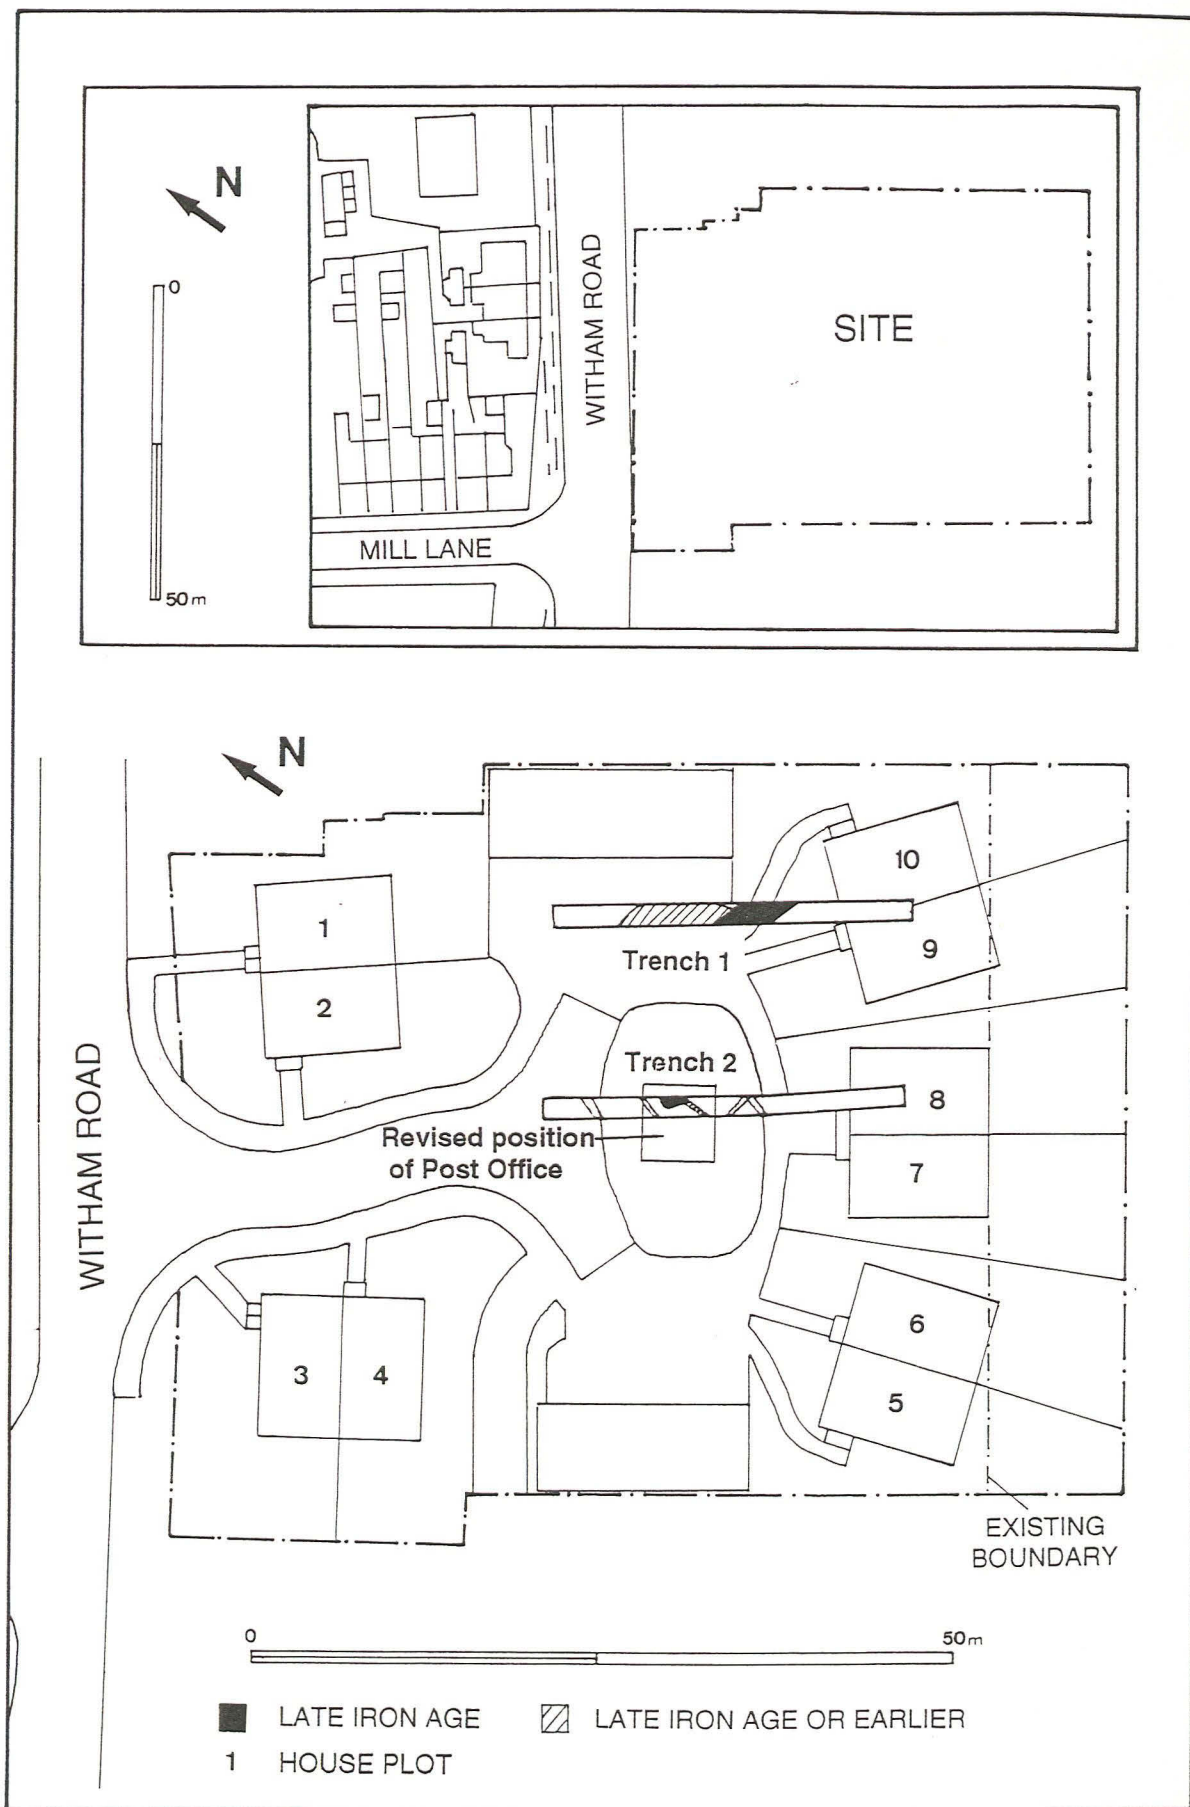 N
0
50 m
WITHAM ROAD
SITE
MILL LANE
N
10
1
9
Trench 1
2
Trench 2
8
Revised position
of Post Office
7
WITHAM ROAD
6
3
4
5
EXISTING
BOUNDARY
0
50 m
LATE IRON AGE
LATE IRON AGE OR EARLIER
1 HOUSE PLOT